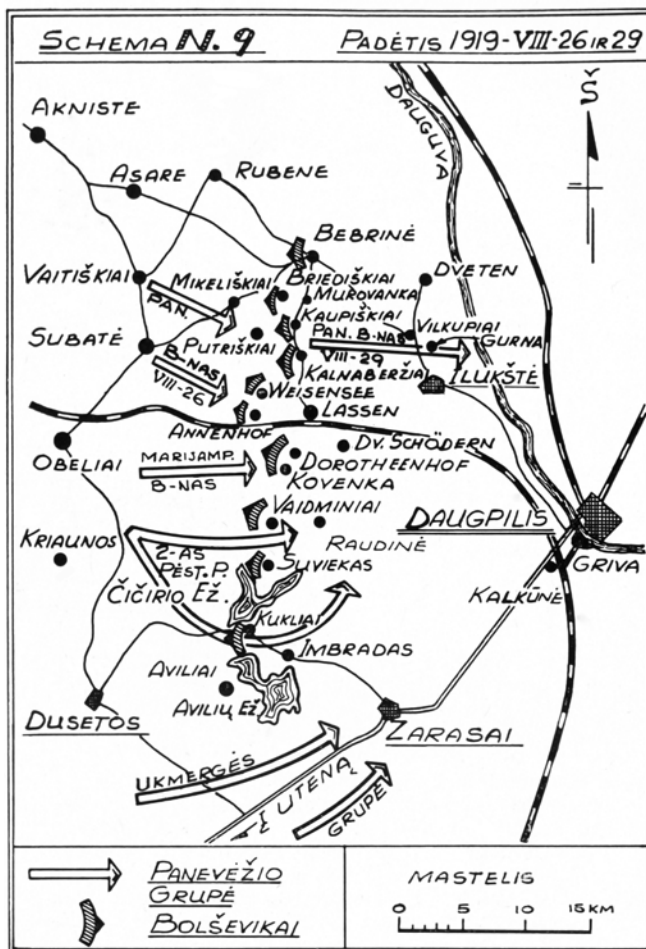 SCHEMA N. 9
PADĖTIS 1919-VIII-26 IR 29
AKNISTE
DAUGUVA
Š
ASARE
RUBENE
BEBRINĖ
VAITIŠKIAI
MIKELIŠKIAI
BRIEDIŠKIAI
DVETEN
PAN.
MUROVANKA
KAUPIŠKIAI
SUBATĖ
PUTRIŠKIAI
PAN. B-NAS
VIII-29
VILKUPIAI
GURNA
B-NAS
VIII-26
KALNABERŽIAI
ILUKŠTĖ
WEISENSEE
LASSEN
ANNENHOF
OBELIAI
DV. SCHÖDERN
MARIJAMP.
B-NAS
DOROTHEENHOF
KOVENKA
VAIDMINIAI
DAUGPILIS
KRIAUNOS
2-AS
PĖST. P.
RAUDINĖ
GRIVA
SUVIEKAS
KALKŪNĖ
ČIČIRIO EŽ.
KUKLIAI
IMBRADAS
AVILIAI
AVILIŲ EŽ.
DUSETOS
ZARASAI
UKMERGĖS
Į UTENĄ
GRUPĖ
PANEVĖŽIO
GRUPĖ
BOLŠEVIKAI
MASTELIS
0 5 10 15 KM